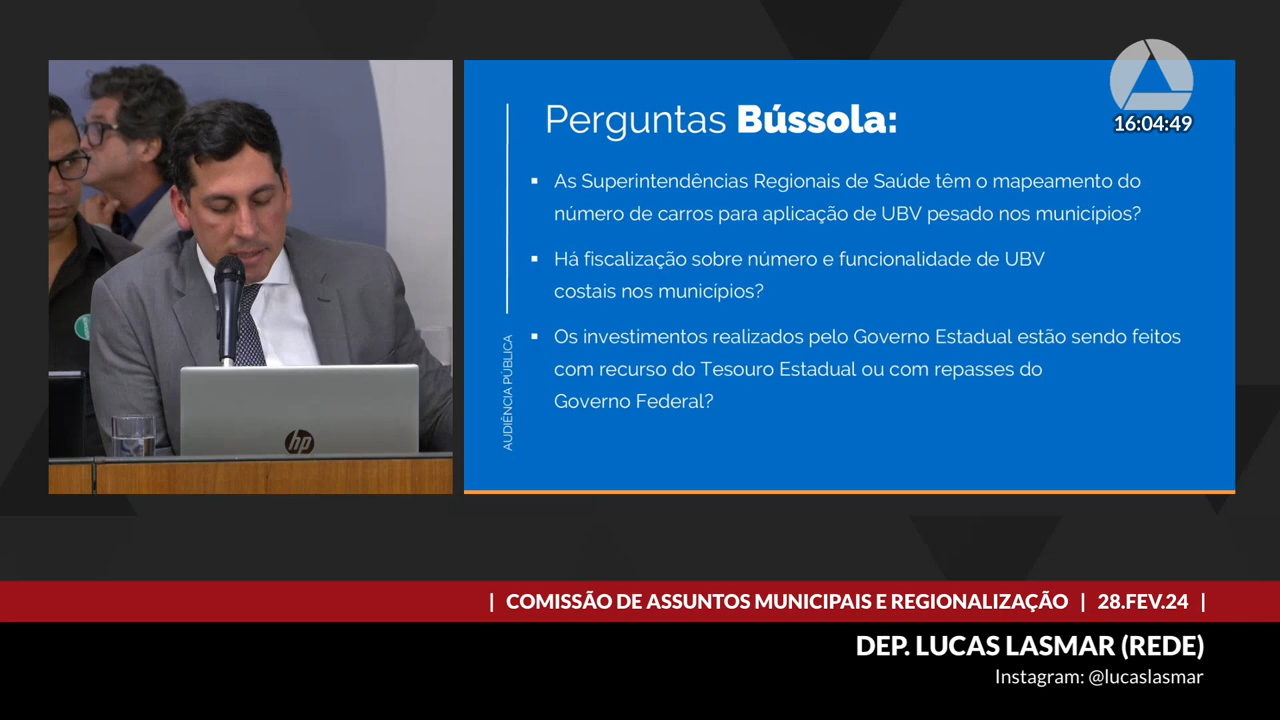 16:04:49
Perguntas Bússola:
▪ As Superintendências Regionais de Saúde têm o mapeamento do
número de carros para aplicação de UBV pesado nos municípios?
▪ Há fiscalização sobre número e funcionalidade de UBV
costais nos municípios?
▪ Os investimentos realizados pelo Governo Estadual estão sendo feitos
com recurso do Tesouro Estadual ou com repasses do
Governo Federal?
AUDIÊNCIA PÚBLICA
hp
| COMISSÃO DE ASSUNTOS MUNICIPAIS E REGIONALIZAÇÃO | 28.FEV.24 |
DEP. LUCAS LASMAR (REDE)
Instagram: @lucaslasmar